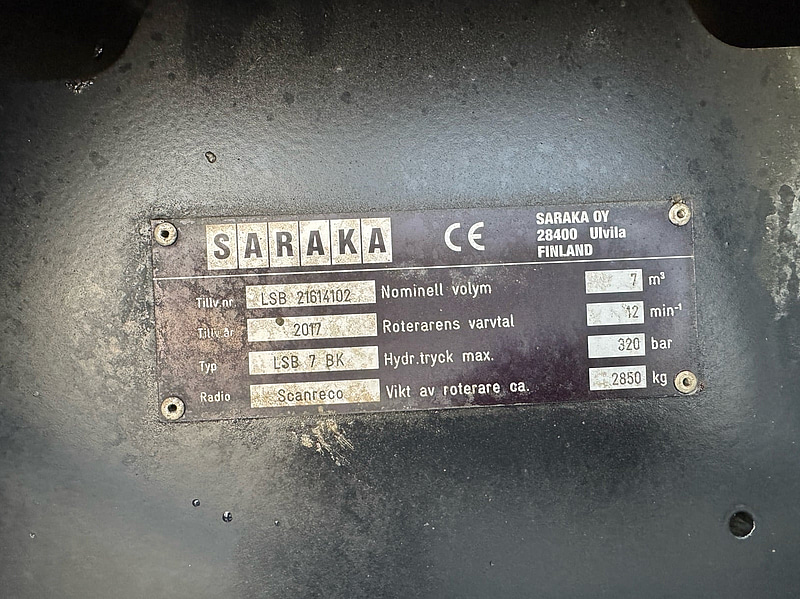 SARAKA CE SARAKA OY
28400 Ulvila
FINLAND
Tillv.nr. LSB 21614102 Nominell volym 7 m³
Tillv.år 2017 Roterarens varvtal 12 min⁻¹
Typ LSB 7 BK Hydr.tryck max. 320 bar
Radio Scanreco Vikt av roterare ca. 2850 kg